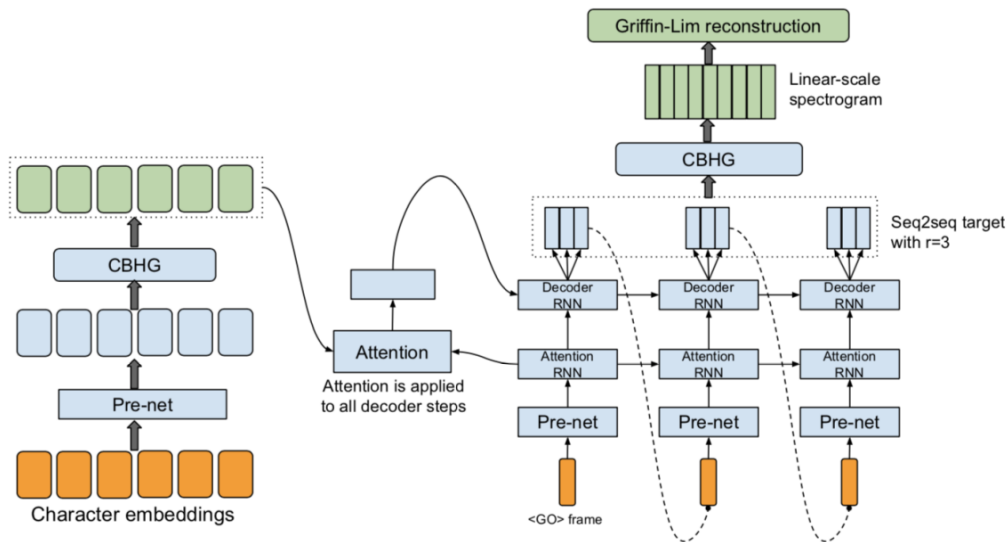 Griffin-Lim reconstruction
Linear-scale
spectrogram
CBHG
Seq2seq target
with r=3
CBHG
Decoder
RNN
Decoder
RNN
Decoder
RNN
Attention
Attention
RNN
Attention
RNN
Attention
RNN
Attention is applied
to all decoder steps
Pre-net
Pre-net
Pre-net
Pre-net
Character embeddings
<GO> frame